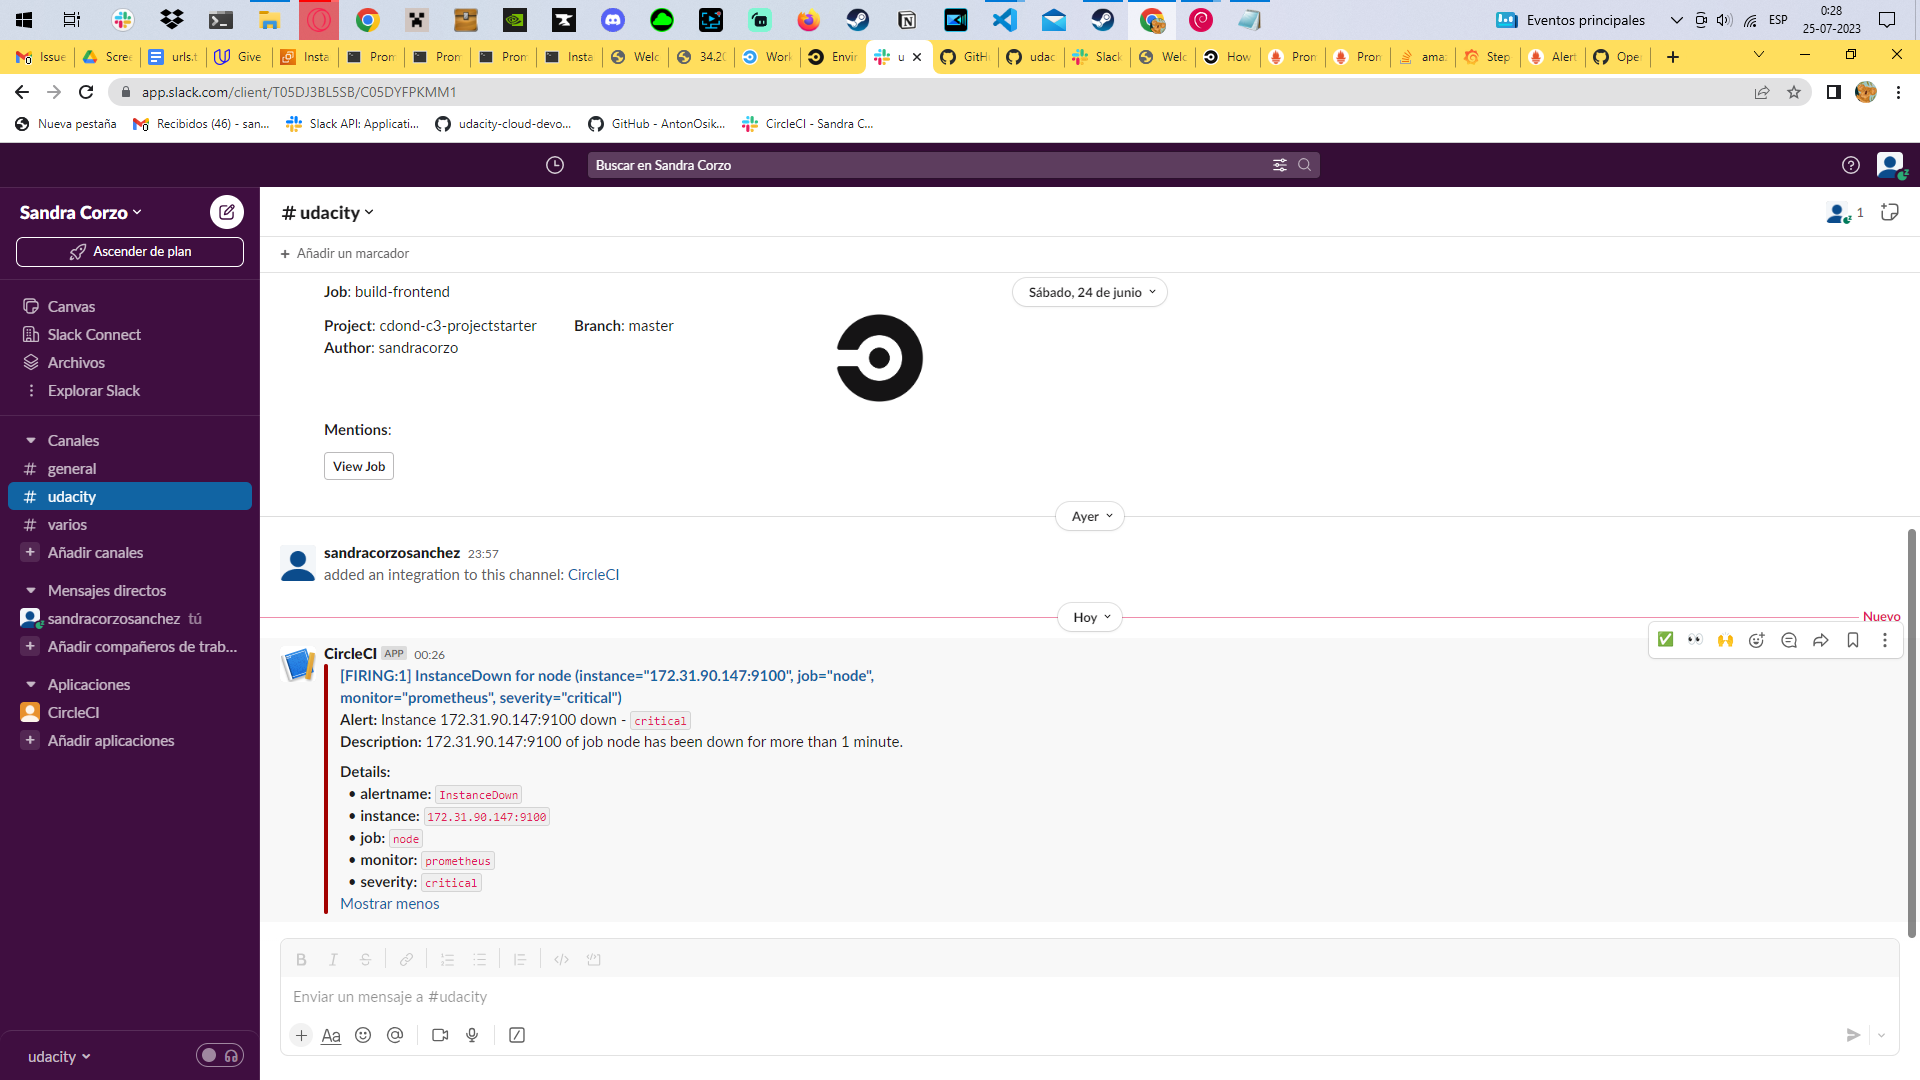 Eventos principales
ESP
0:28
25-07-2023
Issue
Scree
urls.t
Give
Insta
Pron
Pron
Pron
Insta
Welc
34.20
Work
Envir
u
GitH
udac
Slack
Welc
How
Pron
Pron
ama
Step
Alert
Oper
app.slack.com/client/T05DJ3BL5SB/C05DYFPKMM1
Nueva pestaña
Recibidos (46) - san...
Slack API: Applicati...
udacity-cloud-devo...
GitHub - AntonOsik...
CircleCI - Sandra C...
Buscar en Sandra Corzo
Sandra Corzo
Ascender de plan
Canvas
Slack Connect
Archivos
Explorar Slack
Canales
# general
# udacity
# varios
+ Añadir canales
Mensajes directos
sandracorzosanchez tú
+ Añadir compañeros de trab...
Aplicaciones
CircleCI
+ Añadir aplicaciones
udacity
# udacity
1
+ Añadir un marcador
Sábado, 24 de junio
Job: build-frontend
Project: cdond-c3-projectstarter Branch: master
Author: sandracorzo
Mentions:
View Job
Ayer
sandracorzosanchez 23:57
added an integration to this channel: CircleCI
Hoy
Nuevo
CircleCI APP 00:26
[FIRING:1] InstanceDown for node (instance="172.31.90.147:9100", job="node",
monitor="prometheus", severity="critical")
Alert: Instance 172.31.90.147:9100 down - critical
Description: 172.31.90.147:9100 of job node has been down for more than 1 minute.
Details:
• alertname: InstanceDown
• instance: 172.31.90.147:9100
• job: node
• monitor: prometheus
• severity: critical
Mostrar menos
Enviar un mensaje a #udacity
Aa